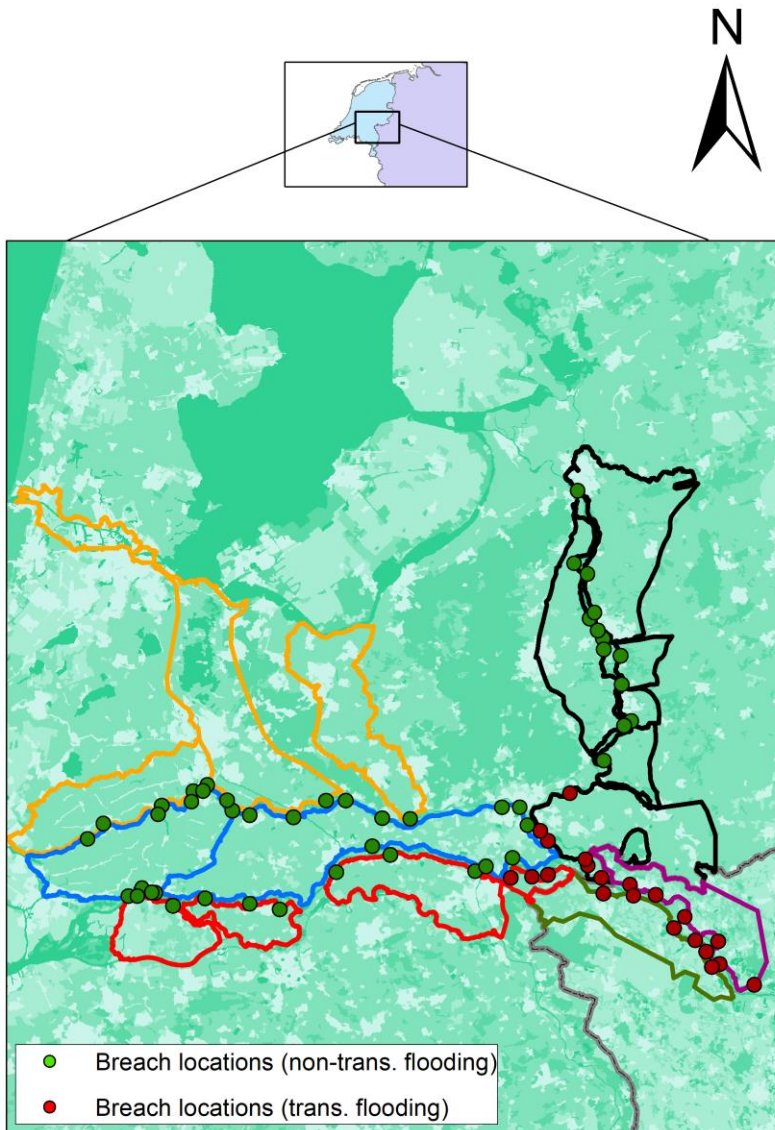 N
Breach locations (non-trans. flooding)
Breach locations (trans. flooding)